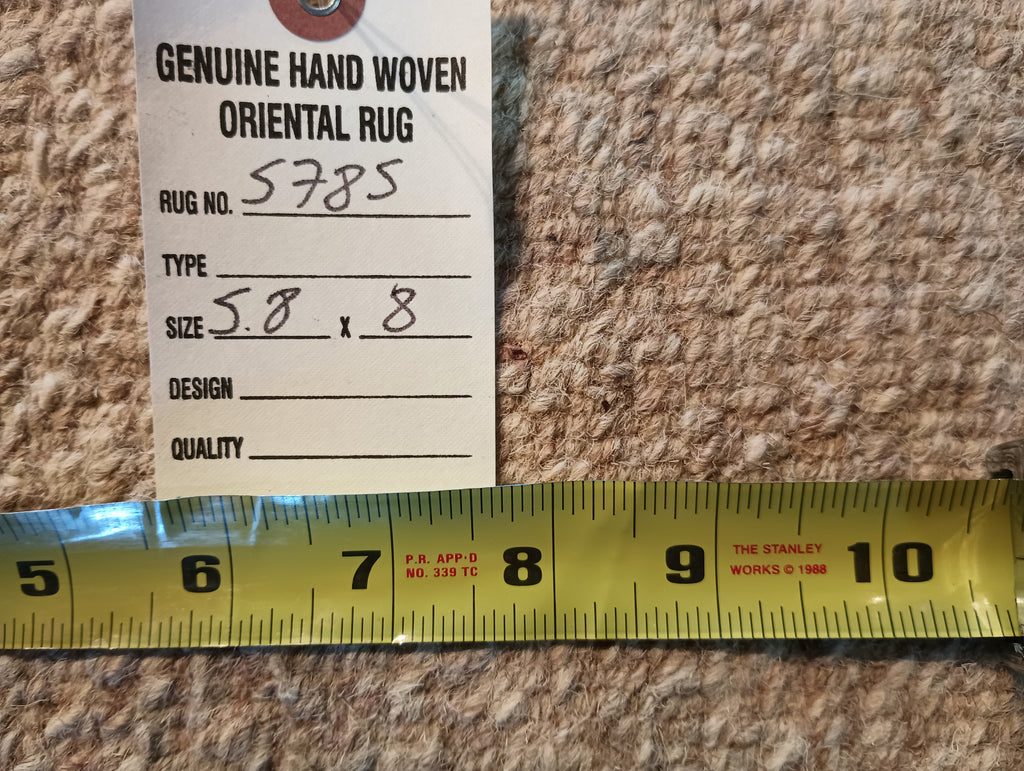 GENUINE HAND WOVEN
ORIENTAL RUG
RUG NO. 5785
TYPE
SIZE 5.8 X 8
DESIGN
QUALITY
5 6 7 P.R. APP'D 8 9 THE STANLEY 10
NO. 339 TC WORKS © 1988